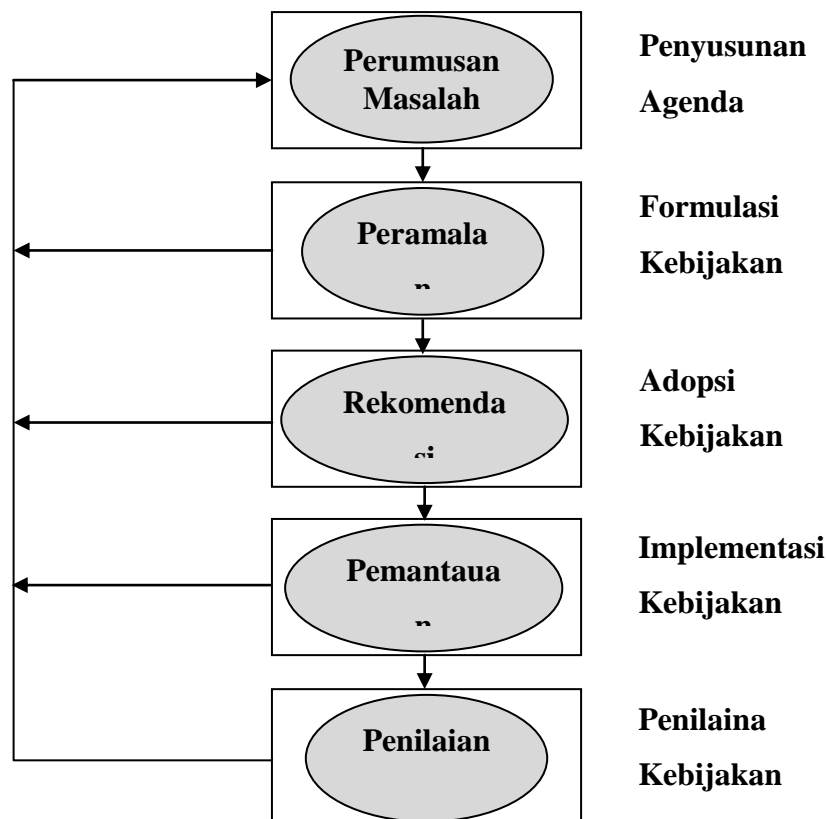 Perumusan
Masalah
Penyusunan
Agenda
Peramala
n
Formulasi
Kebijakan
Rekomenda
si
Adopsi
Kebijakan
Pemantaua
n
Implementasi
Kebijakan
Penilaian
Penilaina
Kebijakan